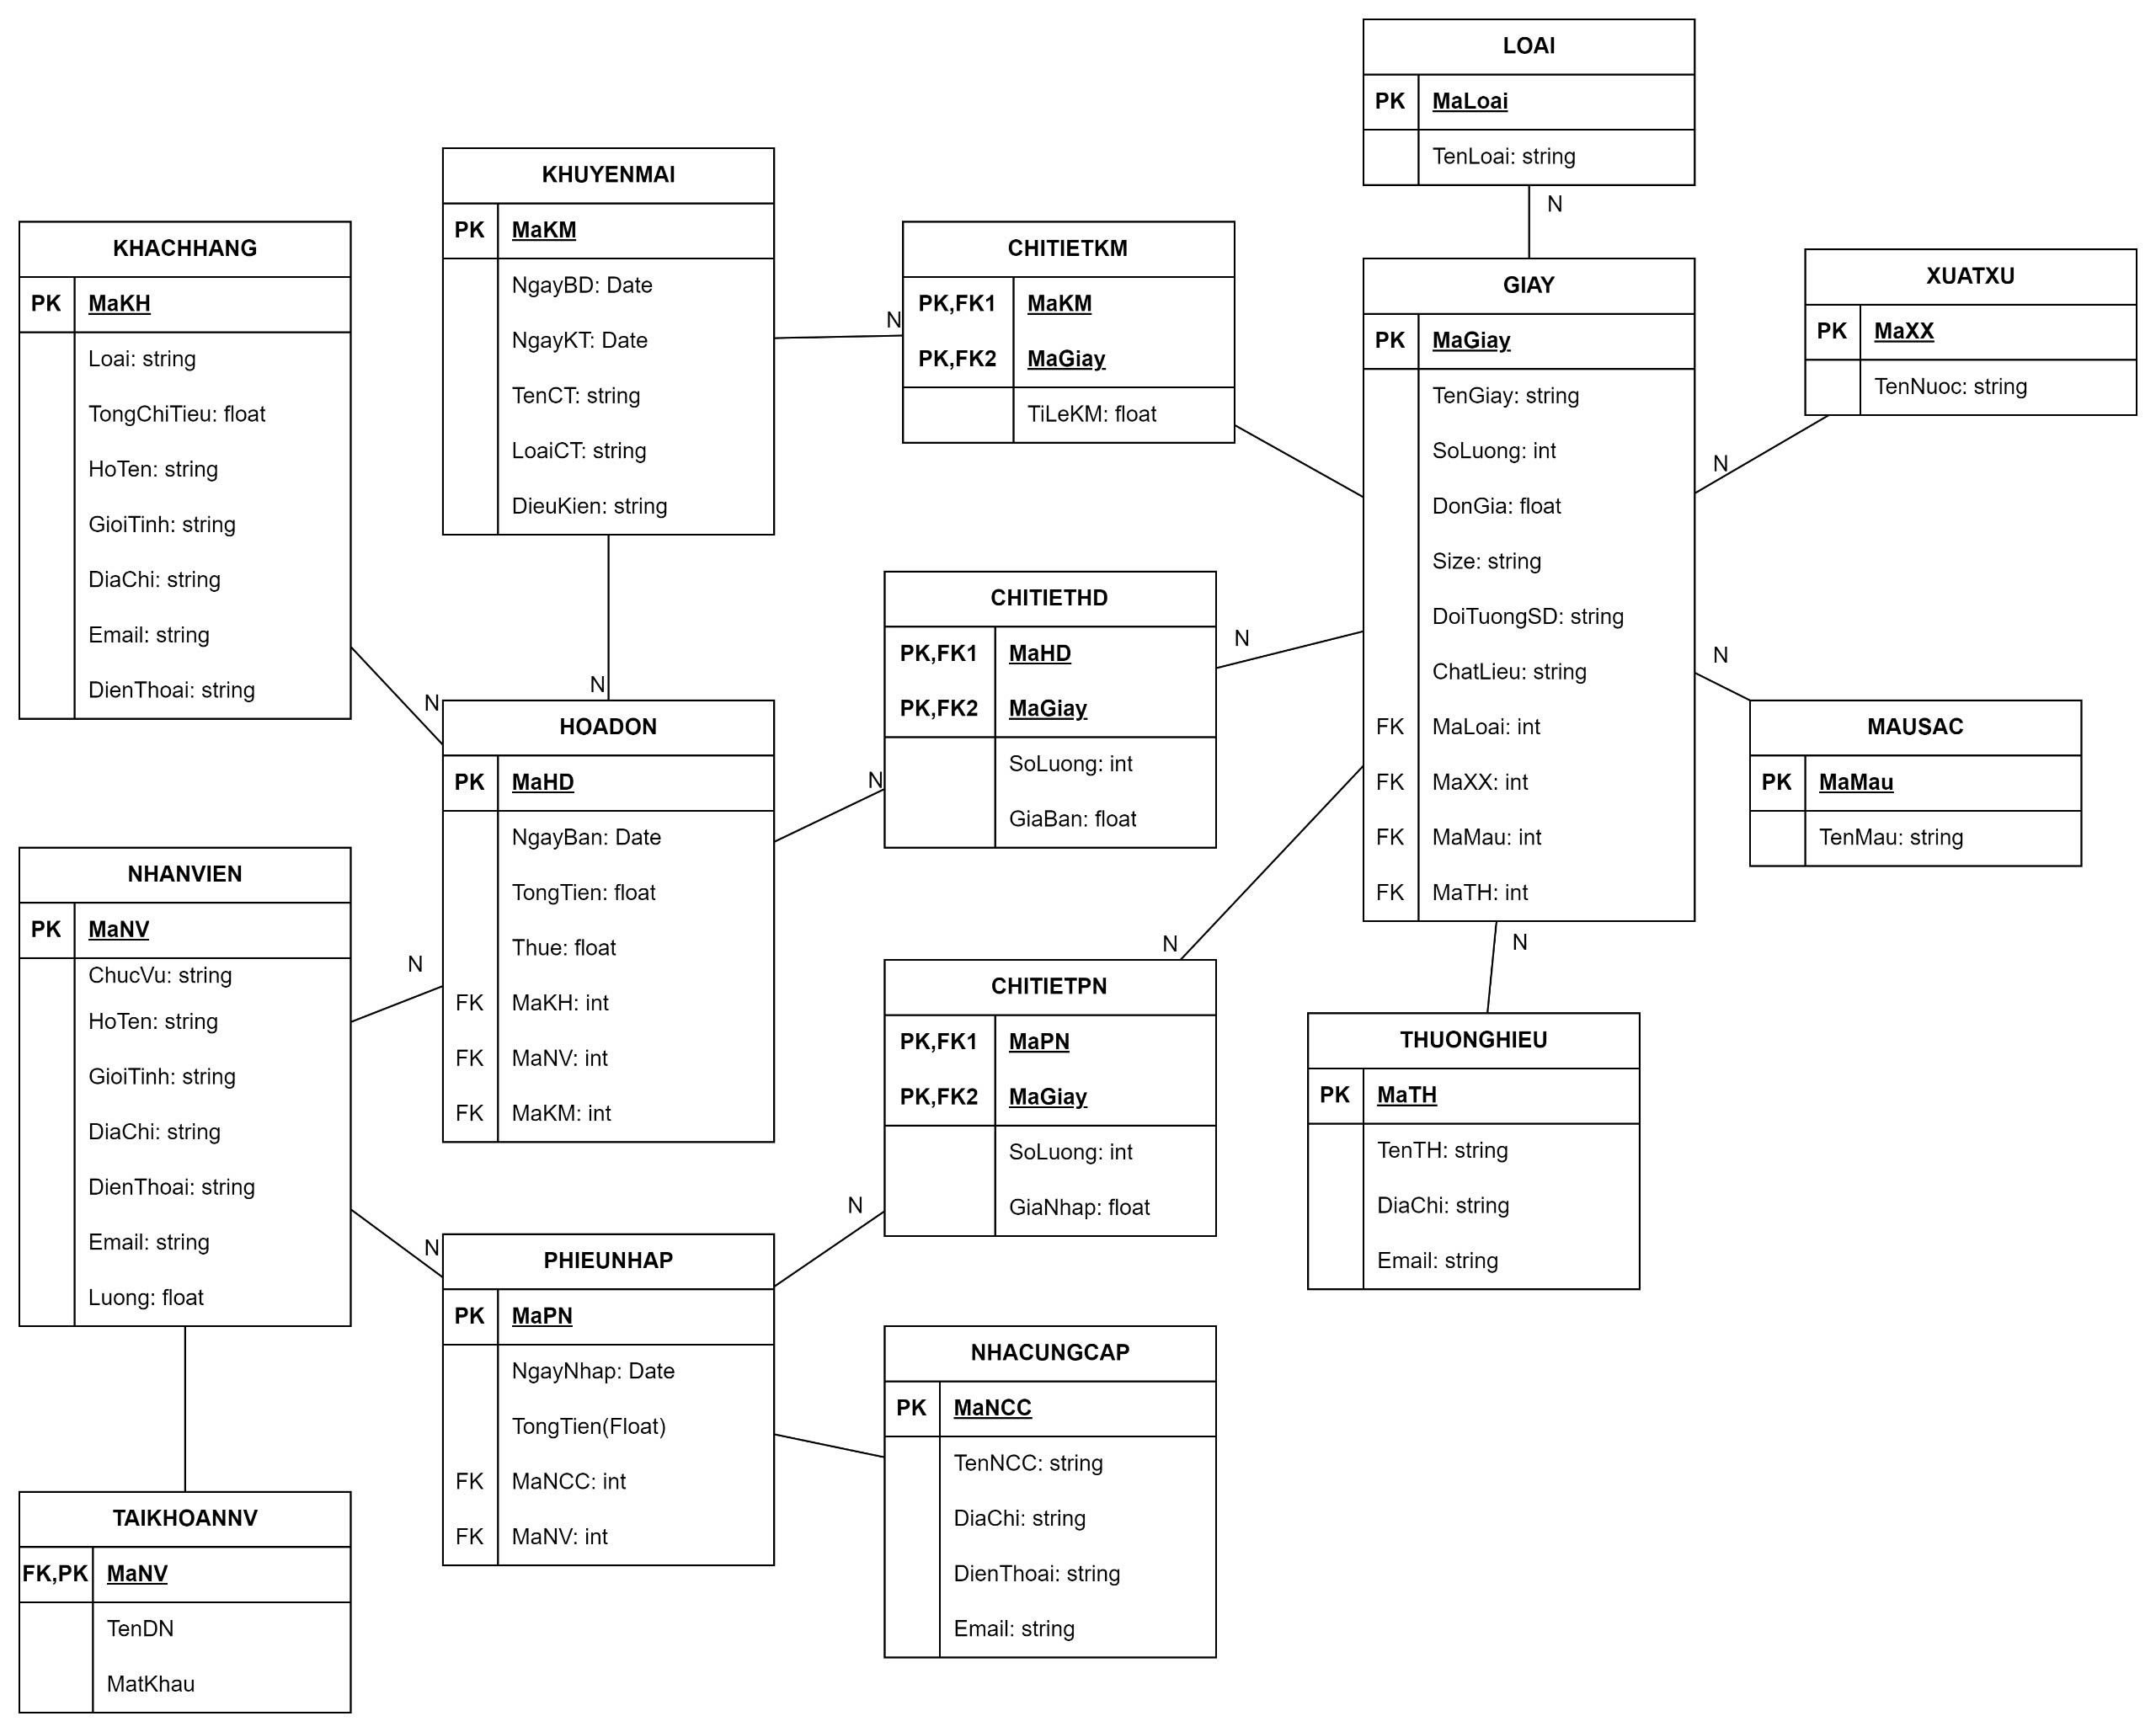 LOAI
PK MaLoai
TenLoai: string
N
KHUYENMAI
PK MaKM
NgayBD: Date
NgayKT: Date
TenCT: string
LoaiCT: string
DieuKien: string
N
N
KHACHHANG
PK MaKH
Loai: string
TongChiTieu: float
HoTen: string
GioiTinh: string
DiaChi: string
Email: string
DienThoai: string
N
CHITIETKM
PK,FK1 MaKM
PK,FK2 MaGiay
TiLeKM: float
GIAY
PK MaGiay
TenGiay: string
SoLuong: int
DonGia: float
Size: string
DoiTuongSD: string
ChatLieu: string
FK MaLoai: int
FK MaXX: int
FK MaMau: int
FK MaTH: int
N
XUATXU
PK MaXX
TenNuoc: string
N
N
MAUSAC
PK MaMau
TenMau: string
CHITIETHD
PK,FK1 MaHD
PK,FK2 MaGiay
SoLuong: int
GiaBan: float
N
N
HOADON
PK MaHD
NgayBan: Date
TongTien: float
Thue: float
FK MaKH: int
FK MaNV: int
FK MaKM: int
NHANVIEN
PK MaNV
ChucVu: string
HoTen: string
GioiTinh: string
DiaChi: string
DienThoai: string
Email: string
Luong: float
N
N
CHITIETPN
PK,FK1 MaPN
PK,FK2 MaGiay
SoLuong: int
GiaNhap: float
N
N
THUONGHIEU
PK MaTH
TenTH: string
DiaChi: string
Email: string
PHIEUNHAP
PK MaPN
NgayNhap: Date
TongTien(Float)
FK MaNCC: int
FK MaNV: int
NHACUNGCAP
PK MaNCC
TenNCC: string
DiaChi: string
DienThoai: string
Email: string
TAIKHOANNV
FK,PK MaNV
TenDN
MatKhau